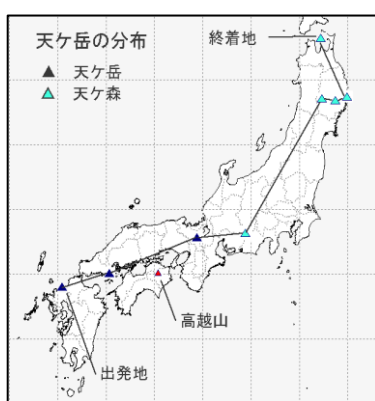 天ケ岳の分布
天ケ岳
天ケ森
終着地
高越山
出発地